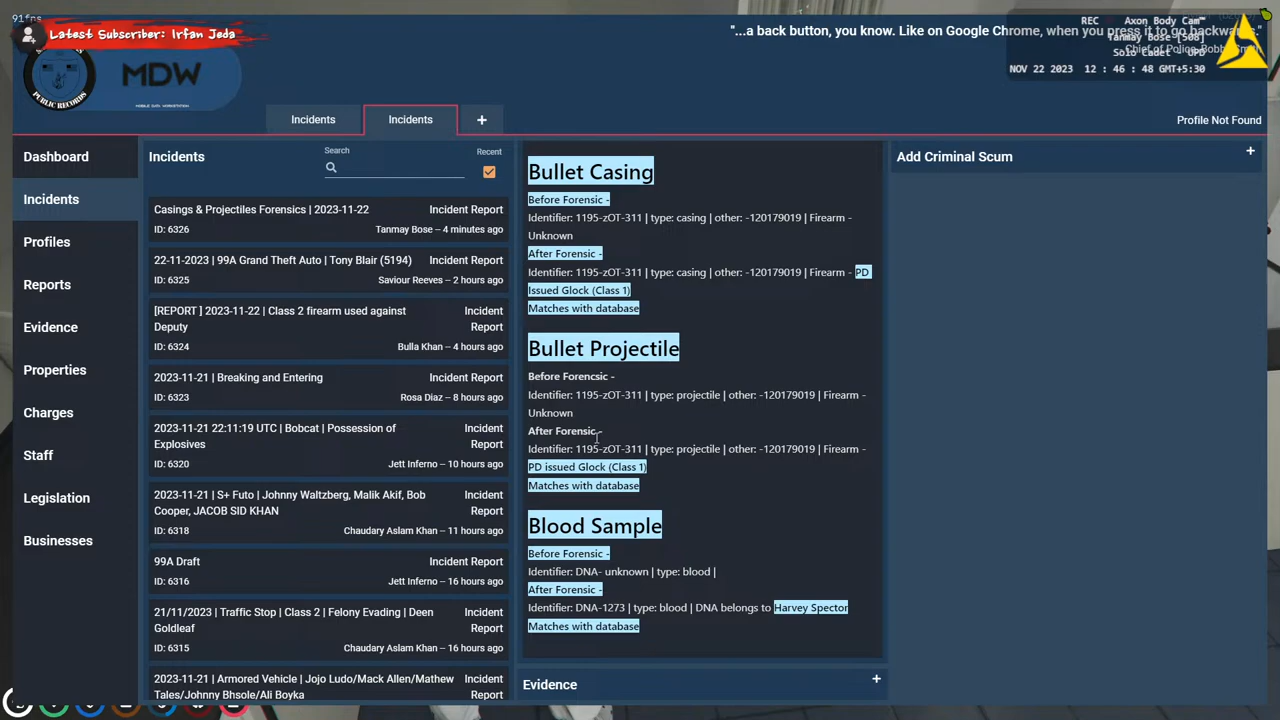 91fps
Latest Subscriber: Irfan Jeda
"...a back button, you know. Like on Google Chrome, when you press it to go backwards."
REC Axon Body Cam™
Tanmay Bose [508]
Solo Cadet - UPD
NOV 22 2023 12 : 46 : 48 GMT+5:30
PUBLIC RECORDS
MDW
MOBILE DATA WORKSTATION
Incidents
Incidents
+
Profile Not Found
Dashboard
Incidents
Profiles
Reports
Evidence
Properties
Charges
Staff
Legislation
Businesses
Incidents
Search
Recent
Casings & Projectiles Forensics | 2023-11-22 Incident Report
ID: 6326 Tanmay Bose -- 4 minutes ago
22-11-2023 | 99A Grand Theft Auto | Tony Blair (5194) Incident Report
ID: 6325 Saviour Reeves -- 2 hours ago
[REPORT ] 2023-11-22 | Class 2 firearm used against Incident
Deputy Report
ID: 6324 Bulla Khan -- 4 hours ago
2023-11-21 | Breaking and Entering Incident Report
ID: 6323 Rosa Diaz -- 8 hours ago
2023-11-21 22:11:19 UTC | Bobcat | Possession of Incident
Explosives Report
ID: 6320 Jett Inferno -- 10 hours ago
2023-11-21 | S+ Futo | Johnny Waltzberg, Malik Akif, Bob Incident
Cooper, JACOB SID KHAN Report
ID: 6318 Chaudary Aslam Khan -- 11 hours ago
99A Draft Incident Report
ID: 6316 Jett Inferno -- 16 hours ago
21/11/2023 | Traffic Stop | Class 2 | Felony Evading | Deen Incident
Goldleaf Report
ID: 6315 Chaudary Aslam Khan -- 16 hours ago
2023-11-21 | Armored Vehicle | Jojo Ludo/Mack Allen/Mathew Incident
Tales/Johnny Bhsole/Ali Boyka Report
Bullet Casing
Before Forensic -
Identifier: 1195-zOT-311 | type: casing | other: -120179019 | Firearm -
Unknown
After Forensic -
Identifier: 1195-zOT-311 | type: casing | other: -120179019 | Firearm - PD
Issued Glock (Class 1)
Matches with database
Bullet Projectile
Before Forencsic -
Identifier: 1195-zOT-311 | type: projectile | other: -120179019 | Firearm -
Unknown
After Forensic -
Identifier: 1195-zOT-311 | type: projectile | other: -120179019 | Firearm -
PD issued Glock (Class 1)
Matches with database
Blood Sample
Before Forensic -
Identifier: DNA- unknown | type: blood |
After Forensic -
Identifier: DNA-1273 | type: blood | DNA belongs to Harvey Spector
Matches with database
Evidence +
Add Criminal Scum +